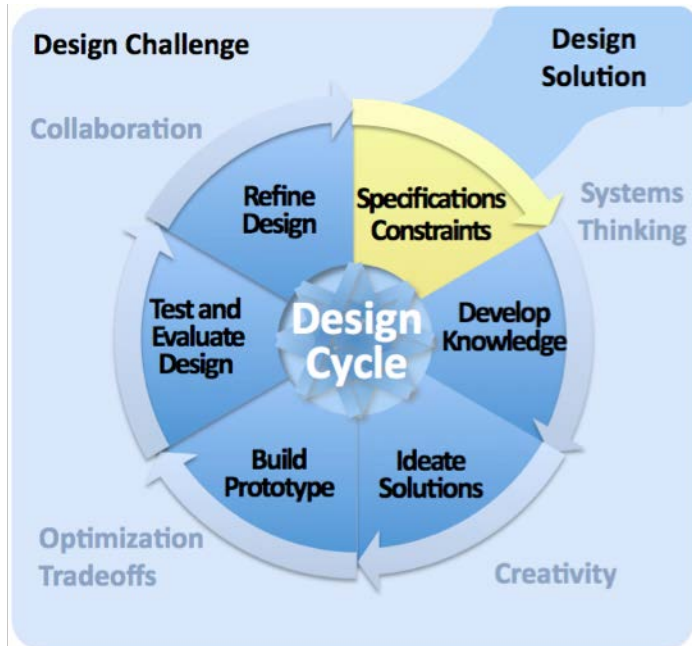 Design Challenge
Design
Solution
Collaboration
Refine
Design
Specifications
Constraints
Systems
Thinking
Test and
Evaluate
Design
Design
Cycle
Develop
Knowledge
Build
Prototype
Ideate
Solutions
Optimization
Tradeoffs
Creativity